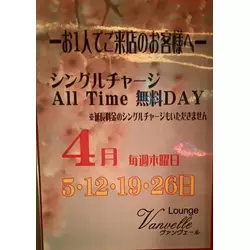 ーお1人でご来店のお客様へー
シングルチャージ
All Time 無料DAY
※延長料金のシングルチャージもいただきません
4月 毎週木曜日
5・12・19・26日
Lounge
Vanvelle
ヴァンヴェール